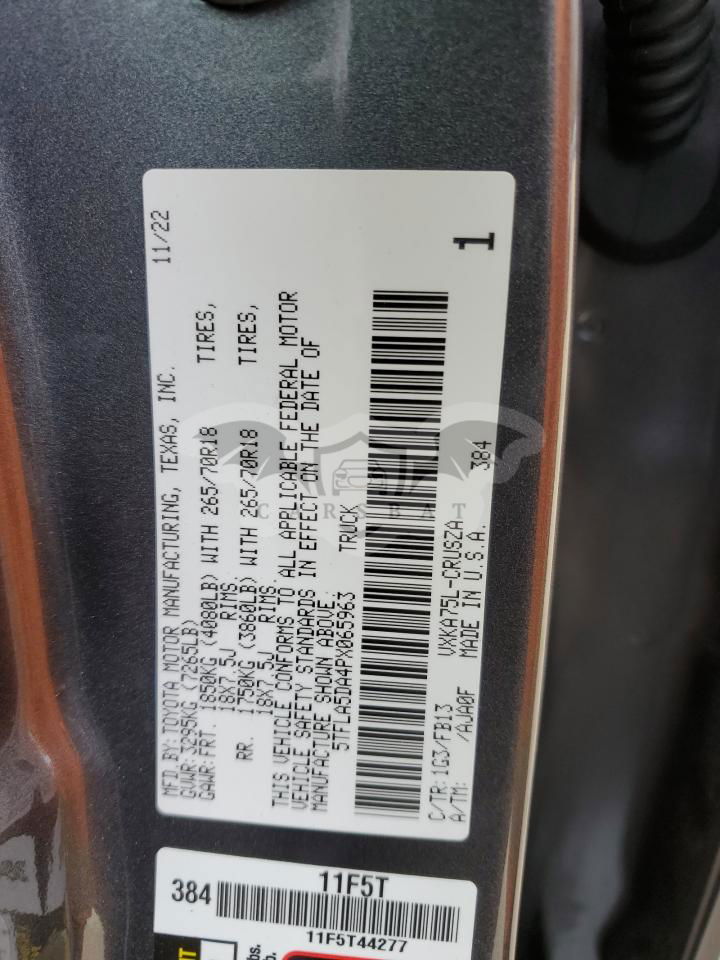 MFD BY:TOYOTA MOTOR MANUFACTURING, TEXAS, INC. 11/22
GVWR:3295KG (7265LB)
GAWR:FRT. 1850KG (4080LB) WITH 265/70R18 TIRES,
18X7.5J RIMS.
RR. 1750KG (3860LB) WITH 265/70R18 TIRES,
18X7.5J RIMS.
THIS VEHICLE CONFORMS TO ALL APPLICABLE FEDERAL MOTOR
VEHICLE SAFETY STANDARDS IN EFFECT ON THE DATE OF
MANUFACTURE SHOWN ABOVE.
5TFLA5DA4PX065963 TRUCK
C/TR:1G3/FB13 VXKA75L-CRUSZA 384
A/TM: /AJA0F MADE IN U.S.A.
1
CARSBAT
11F5T
384
11F5T44277
bs.